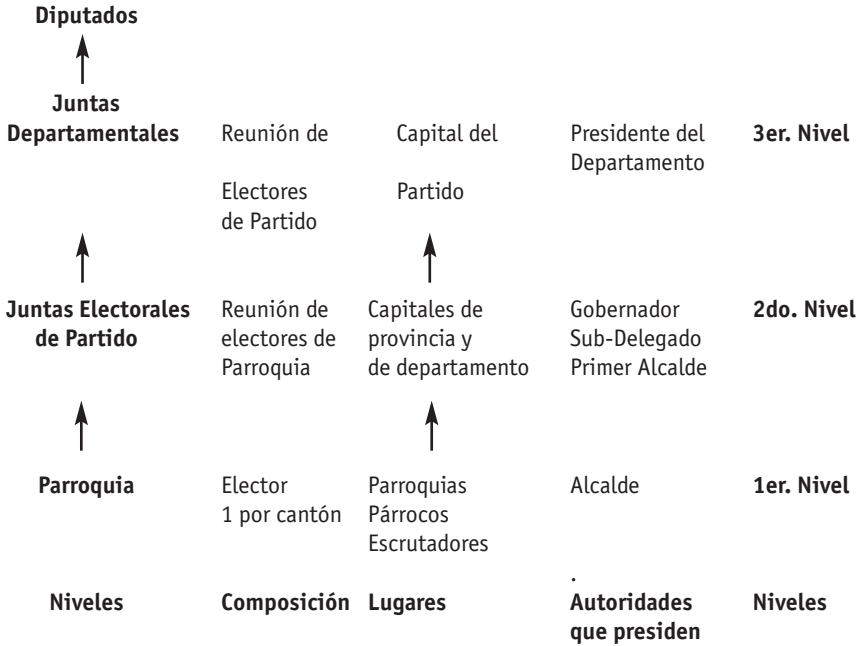 Diputados
Juntas
Departamentales Reunión de Capital del Presidente del 3er. Nivel
Departamento
Electores Partido
de Partido
Juntas Electorales Reunión de Capitales de Gobernador 2do. Nivel
de Partido electores de provincia y Sub-Delegado
Parroquia de departamento Primer Alcalde
Parroquia Elector Parroquias Alcalde 1er. Nivel
1 por cantón Párrocos
Escrutadores
.
Niveles Composición Lugares Autoridades Niveles
que presiden